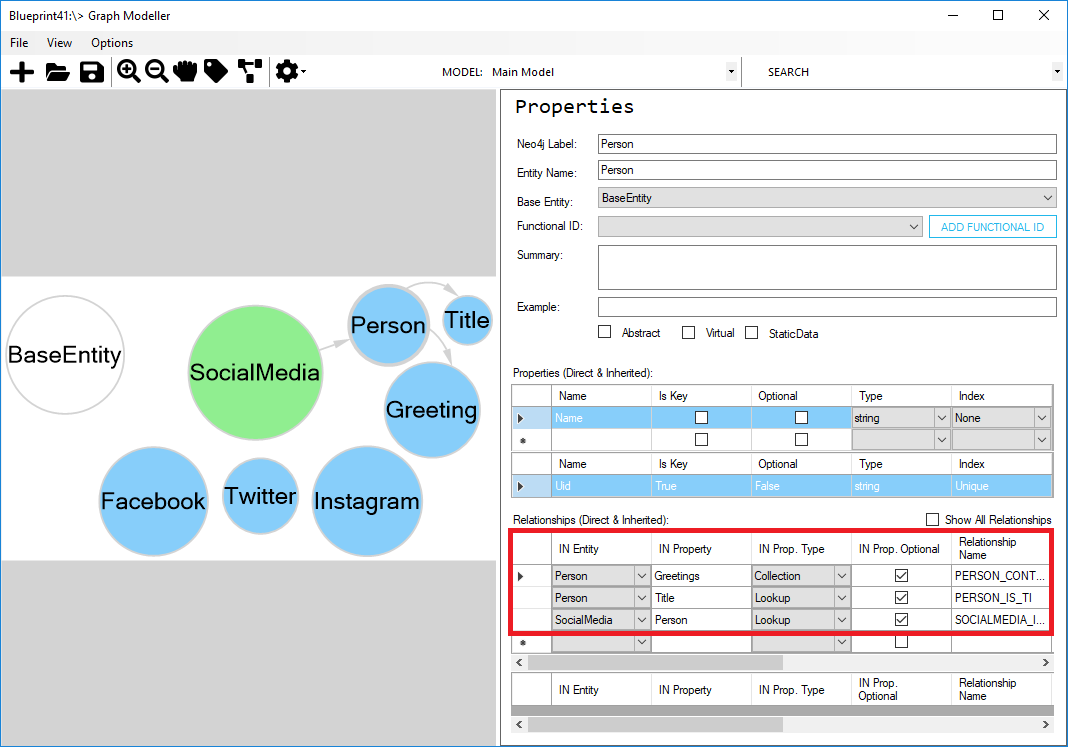 Blueprint41:\> Graph Modeller
File View Options
MODEL: Main Model SEARCH
BaseEntity
SocialMedia
Person
Title
Greeting
Facebook
Twitter
Instagram
Properties
Neo4j Label: Person
Entity Name: Person
Base Entity: BaseEntity
Functional ID: ADD FUNCTIONAL ID
Summary:
Example:
Abstract Virtual StaticData
Properties (Direct & Inherited):
Name Is Key Optional Type Index
Name string None
Name Is Key Optional Type Index
Uid True False string Unique
Relationships (Direct & Inherited): Show All Relationships
IN Entity IN Property IN Prop. Type IN Prop. Optional Relationship
Name
Person Greetings Collection PERSON_CONT...
Person Title Lookup PERSON_IS_TI
SocialMedia Person Lookup SOCIALMEDIA_I...
IN Entity IN Property IN Prop. Type IN Prop. Relationship
Optional Name